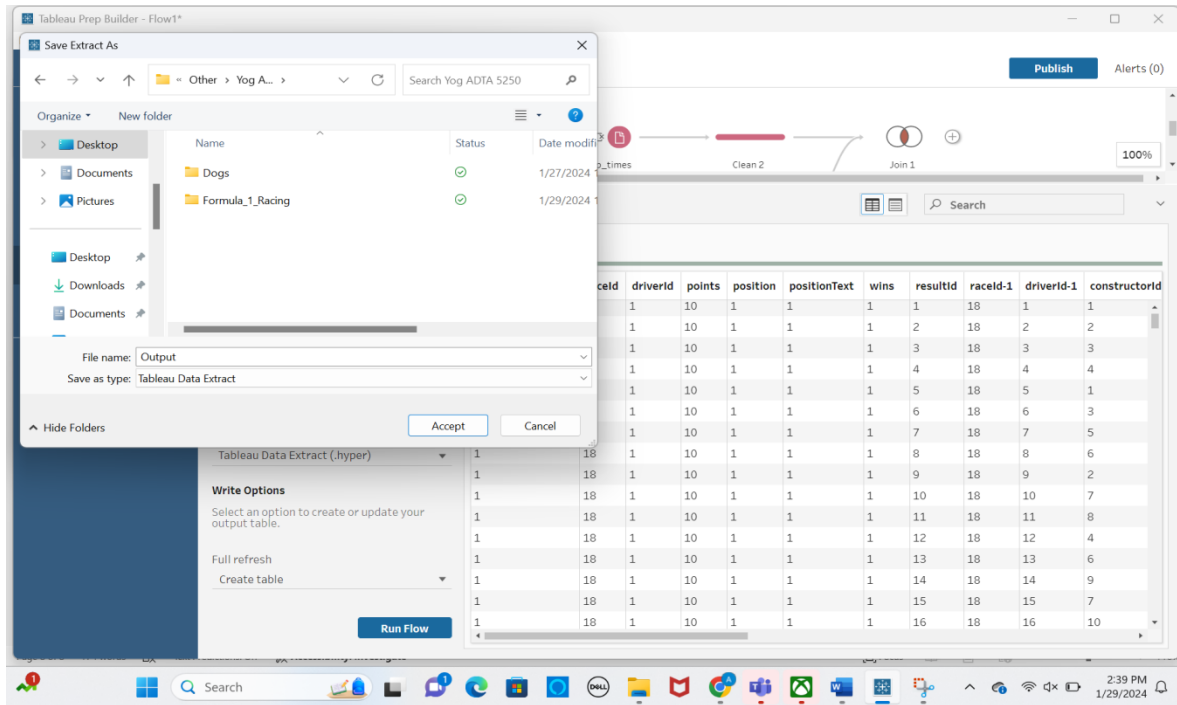 Tableau Prep Builder - Flow1*
Save Extract As
Publish
Alerts (0)
« Other › Yog A... ›
Search Yog ADTA 5250
Organize
New folder
Desktop
Documents
Pictures
Desktop
Downloads
Documents
Name Status Date modifi
Dogs 1/27/2024 1
Formula_1_Racing 1/29/2024 1
File name: Output
Save as type: Tableau Data Extract
Hide Folders
Accept
Cancel
_times
Clean 2
Join 1
100%
Search
ceId driverId points position positionText wins resultId raceId-1 driverId-1 constructorId
1 10 1 1 1 1 18 1 1
1 10 1 1 1 2 18 2 2
1 10 1 1 1 3 18 3 3
1 10 1 1 1 4 18 4 4
1 10 1 1 1 5 18 5 1
1 10 1 1 1 6 18 6 3
1 10 1 1 1 7 18 7 5
1 18 1 10 1 1 1 8 18 8 6
1 18 1 10 1 1 1 9 18 9 2
1 18 1 10 1 1 1 10 18 10 7
1 18 1 10 1 1 1 11 18 11 8
1 18 1 10 1 1 1 12 18 12 4
1 18 1 10 1 1 1 13 18 13 6
1 18 1 10 1 1 1 14 18 14 9
1 18 1 10 1 1 1 15 18 15 7
1 18 1 10 1 1 1 16 18 16 10
Tableau Data Extract (.hyper)
Write Options
Select an option to create or update your
output table.
Full refresh
Create table
Run Flow
Search
DELL
2:39 PM
1/29/2024